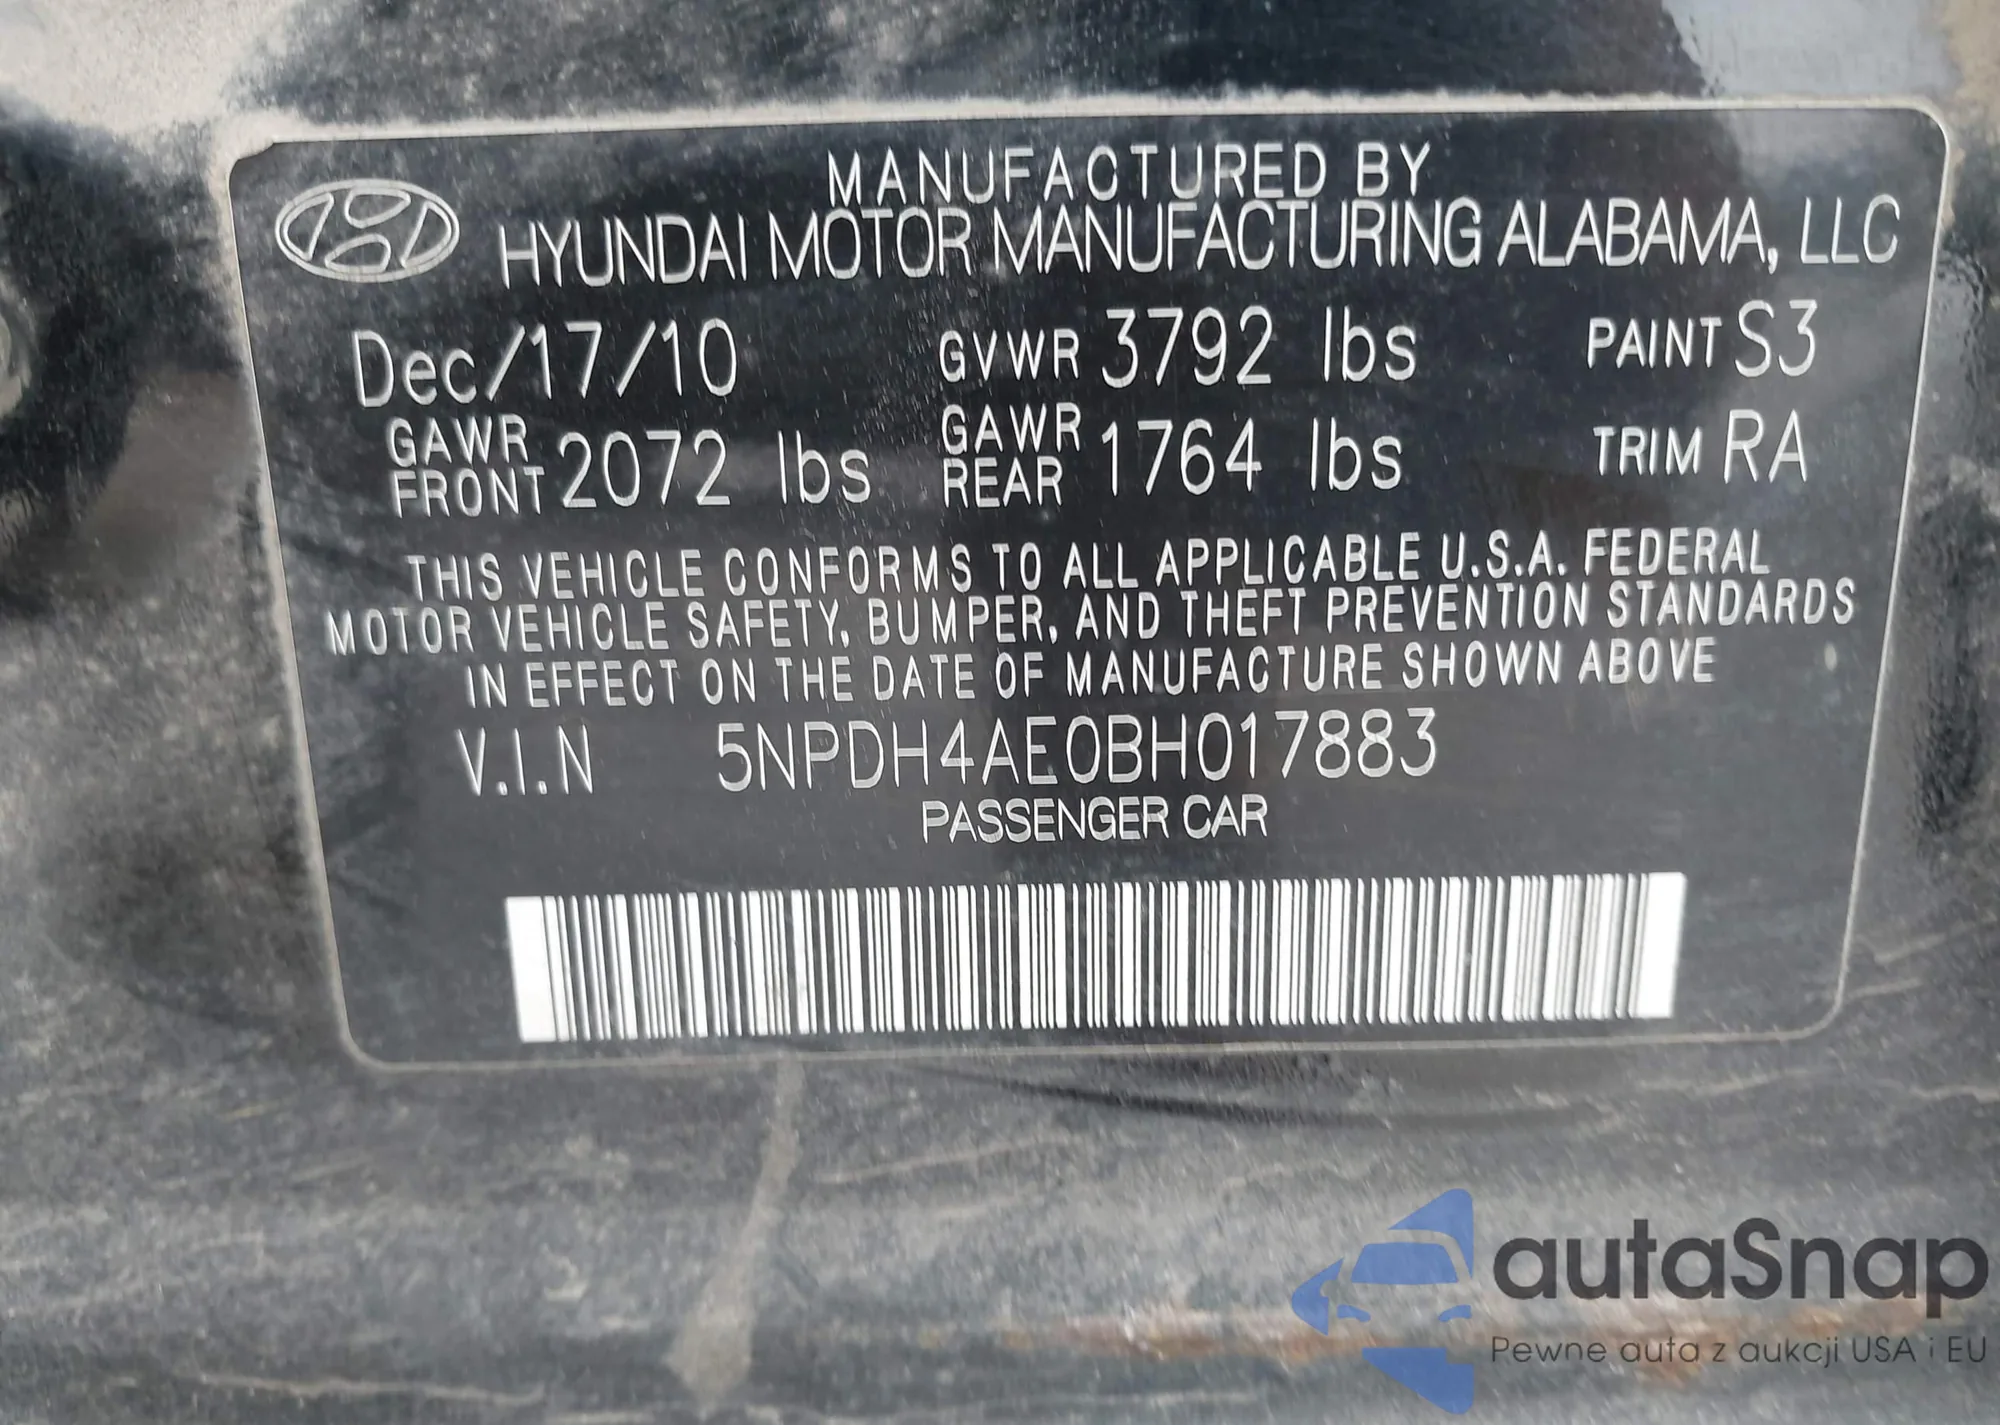 MANUFACTURED BY
HYUNDAI MOTOR MANUFACTURING ALABAMA, LLC
Dec/17/10 GVWR 3792 lbs PAINT S3
GAWR FRONT 2072 lbs GAWR REAR 1764 lbs TRIM RA
THIS VEHICLE CONFORMS TO ALL APPLICABLE U.S.A. FEDERAL
MOTOR VEHICLE SAFETY, BUMPER, AND THEFT PREVENTION STANDARDS
IN EFFECT ON THE DATE OF MANUFACTURE SHOWN ABOVE
V.I.N 5NPDH4AE0BH017883
PASSENGER CAR
autaSnap
Pewne auta z aukcji USA i EU